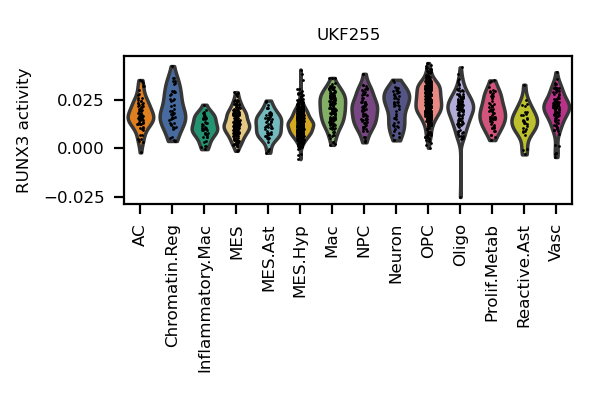 UKF255
RUNX3 activity
0.025
0.000
−0.025
AC
Chromatin.Reg
Inflammatory.Mac
MES
MES.Ast
MES.Hyp
Mac
NPC
Neuron
OPC
Oligo
Prolif.Metab
Reactive.Ast
Vasc